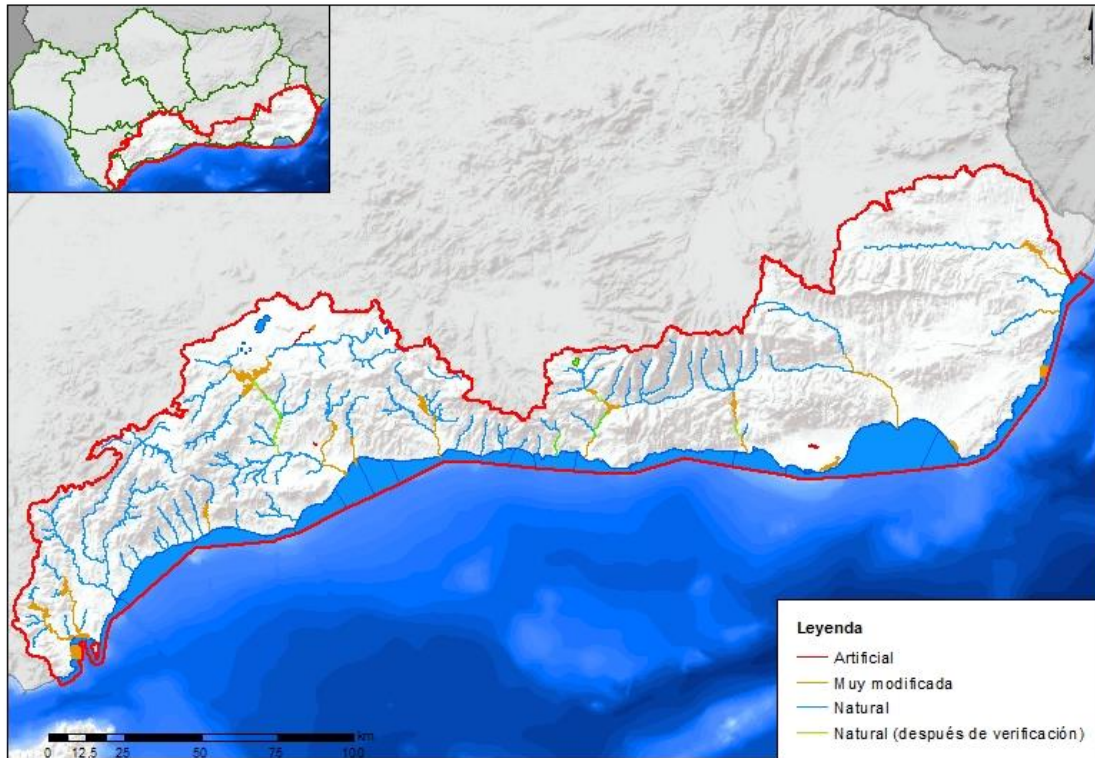 Leyenda
Artificial
Muy modificada
Natural
Natural (después de verificación)
km
0 12.5 25 50 75 100